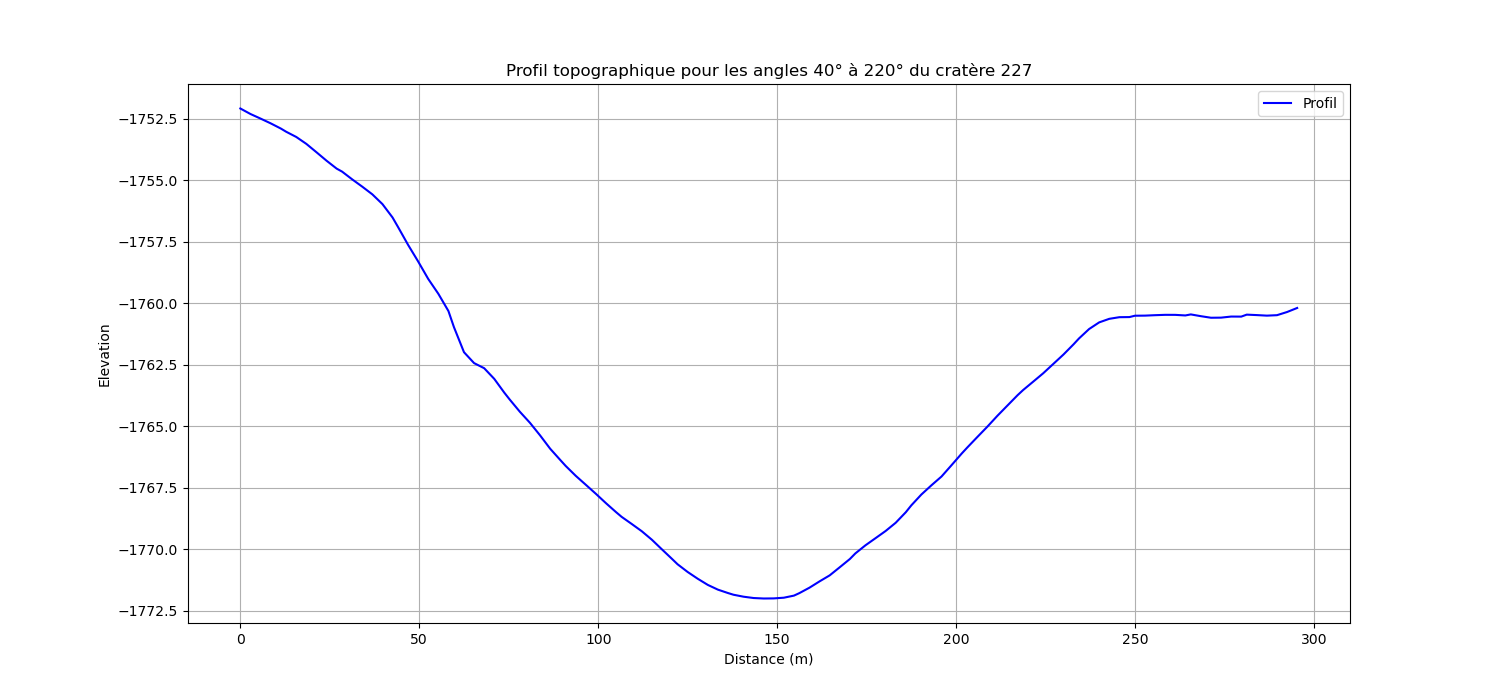 Profil topographique pour les angles 40° à 220° du cratère 227
Profil
−1752.5
−1755.0
−1757.5
−1760.0
−1762.5
−1765.0
−1767.5
−1770.0
−1772.5
Elevation
0 50 100 150 200 250 300
Distance (m)